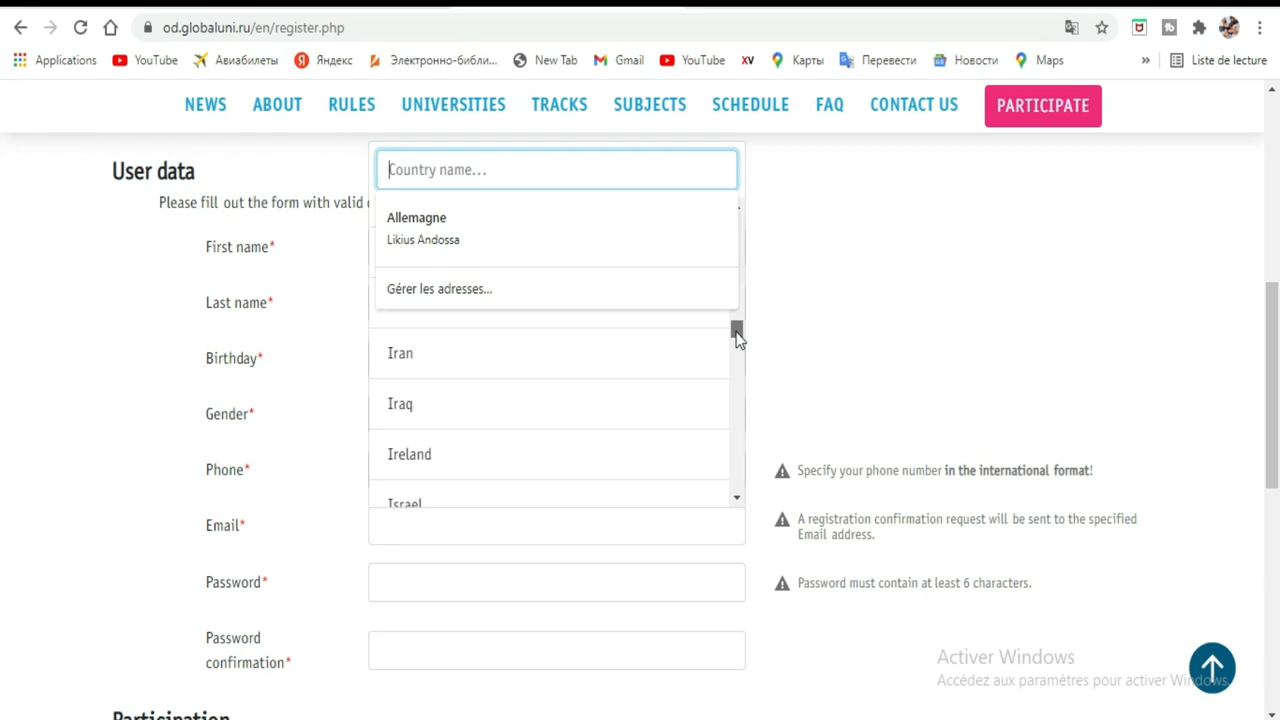 od.globaluni.ru/en/register.php
Applications YouTube Авиабилеты Яндекс Электронно-библи... New Tab Gmail YouTube XV Карты Перевести Новости Maps » Liste de lecture
NEWS ABOUT RULES UNIVERSITIES TRACKS SUBJECTS SCHEDULE FAQ CONTACT US PARTICIPATE
User data
Country name...
Please fill out the form with valid
Allemagne
Likius Andossa
First name*
Gérer les adresses...
Last name*
Iran
Birthday*
Iraq
Gender*
Ireland
Phone*
Specify your phone number in the international format!
Israel
Email*
A registration confirmation request will be sent to the specified
Email address.
Password*
Password must contain at least 6 characters.
Password
confirmation*
Activer Windows
Accédez aux paramètres pour activer Windows.
Participation